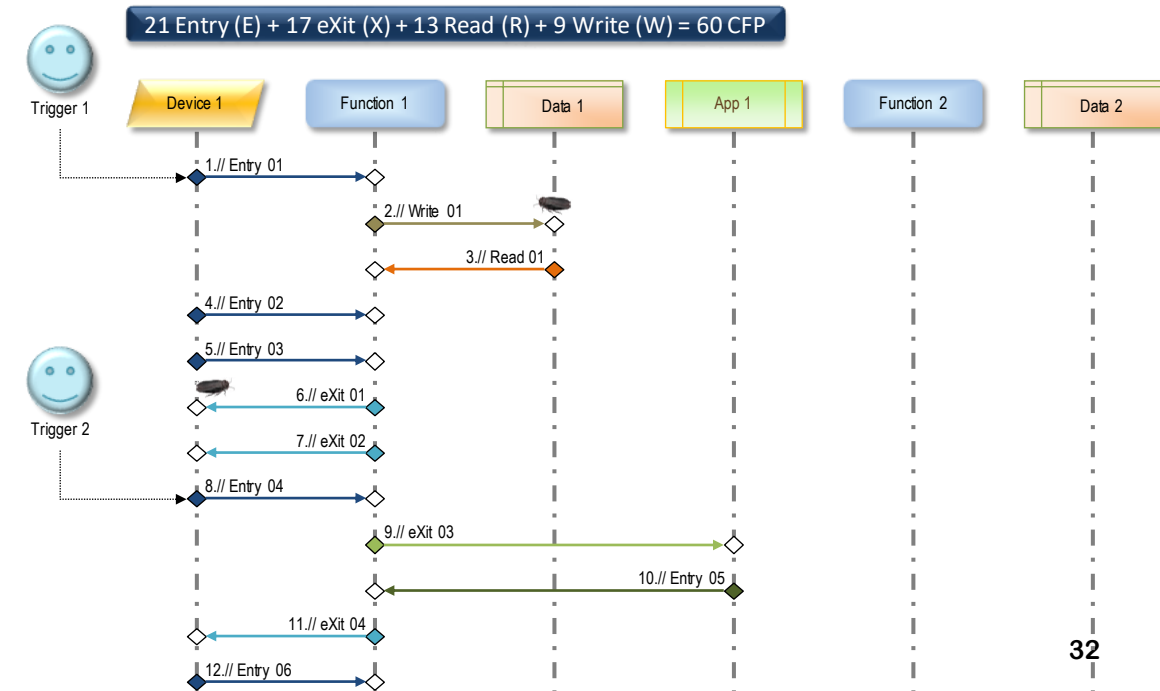 21 Entry (E) + 17 eXit (X) + 13 Read (R) + 9 Write (W) = 60 CFP
Trigger 1
Device 1
Function 1
Data 1
App 1
Function 2
Data 2
1.// Entry 01
2.// Write 01
3.// Read 01
4.// Entry 02
5.// Entry 03
6.// eXit 01
Trigger 2
7.// eXit 02
8.// Entry 04
9.// eXit 03
10.// Entry 05
11.// eXit 04
32
12.// Entry 06